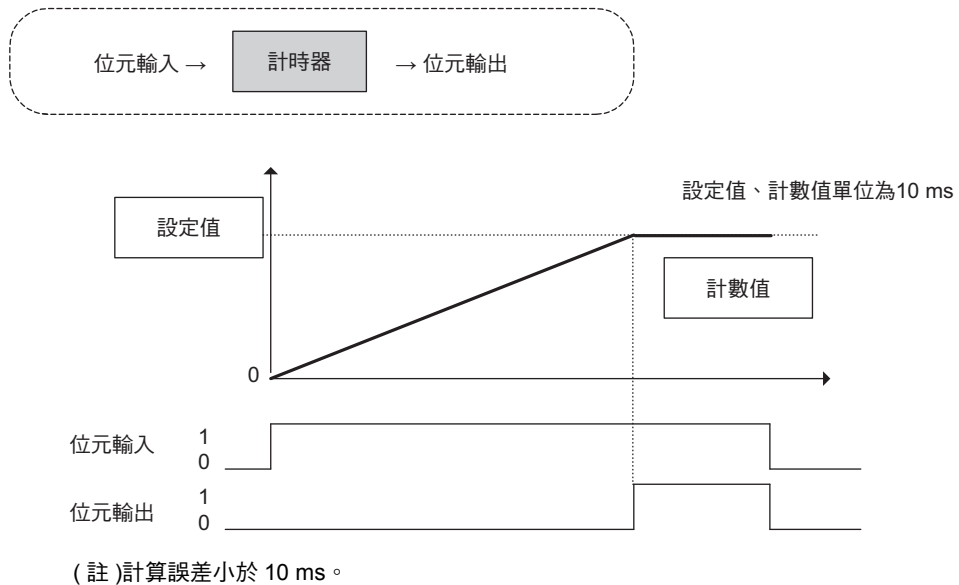 位元輸入 → 計時器 → 位元輸出
設定值、計數值單位為10 ms
設定值
計數值
0
位元輸入 1
0
位元輸出 1
0
( 註 )計算誤差小於 10 ms。